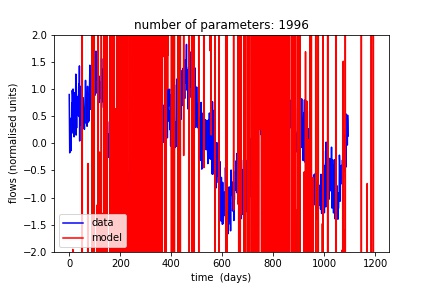 number of parameters: 1996
2.0
1.5
1.0
0.5
0.0
−0.5
−1.0
−1.5
−2.0
flows (normalised units)
data
model
0 200 400 600 800 1000 1200
time (days)